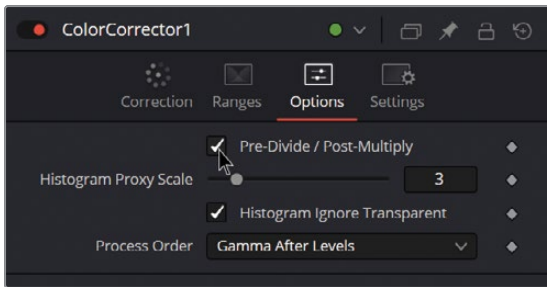 ColorCorrector1
Correction Ranges Options Settings
Pre-Divide / Post-Multiply
Histogram Proxy Scale 3
Histogram Ignore Transparent
Process Order Gamma After Levels